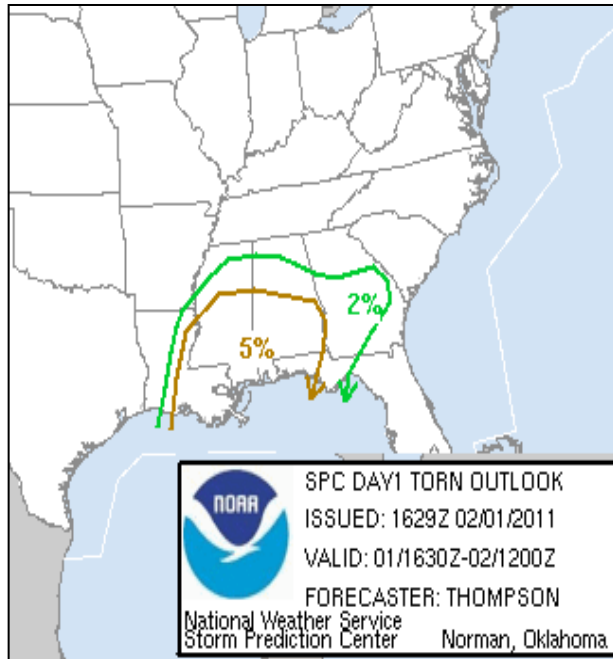 2%
5%
NOAA
SPC DAY1 TORN OUTLOOK
ISSUED: 1629Z 02/01/2011
VALID: 01/1630Z-02/1200Z
FORECASTER: THOMPSON
National Weather Service
Storm Prediction Center Norman, Oklahoma